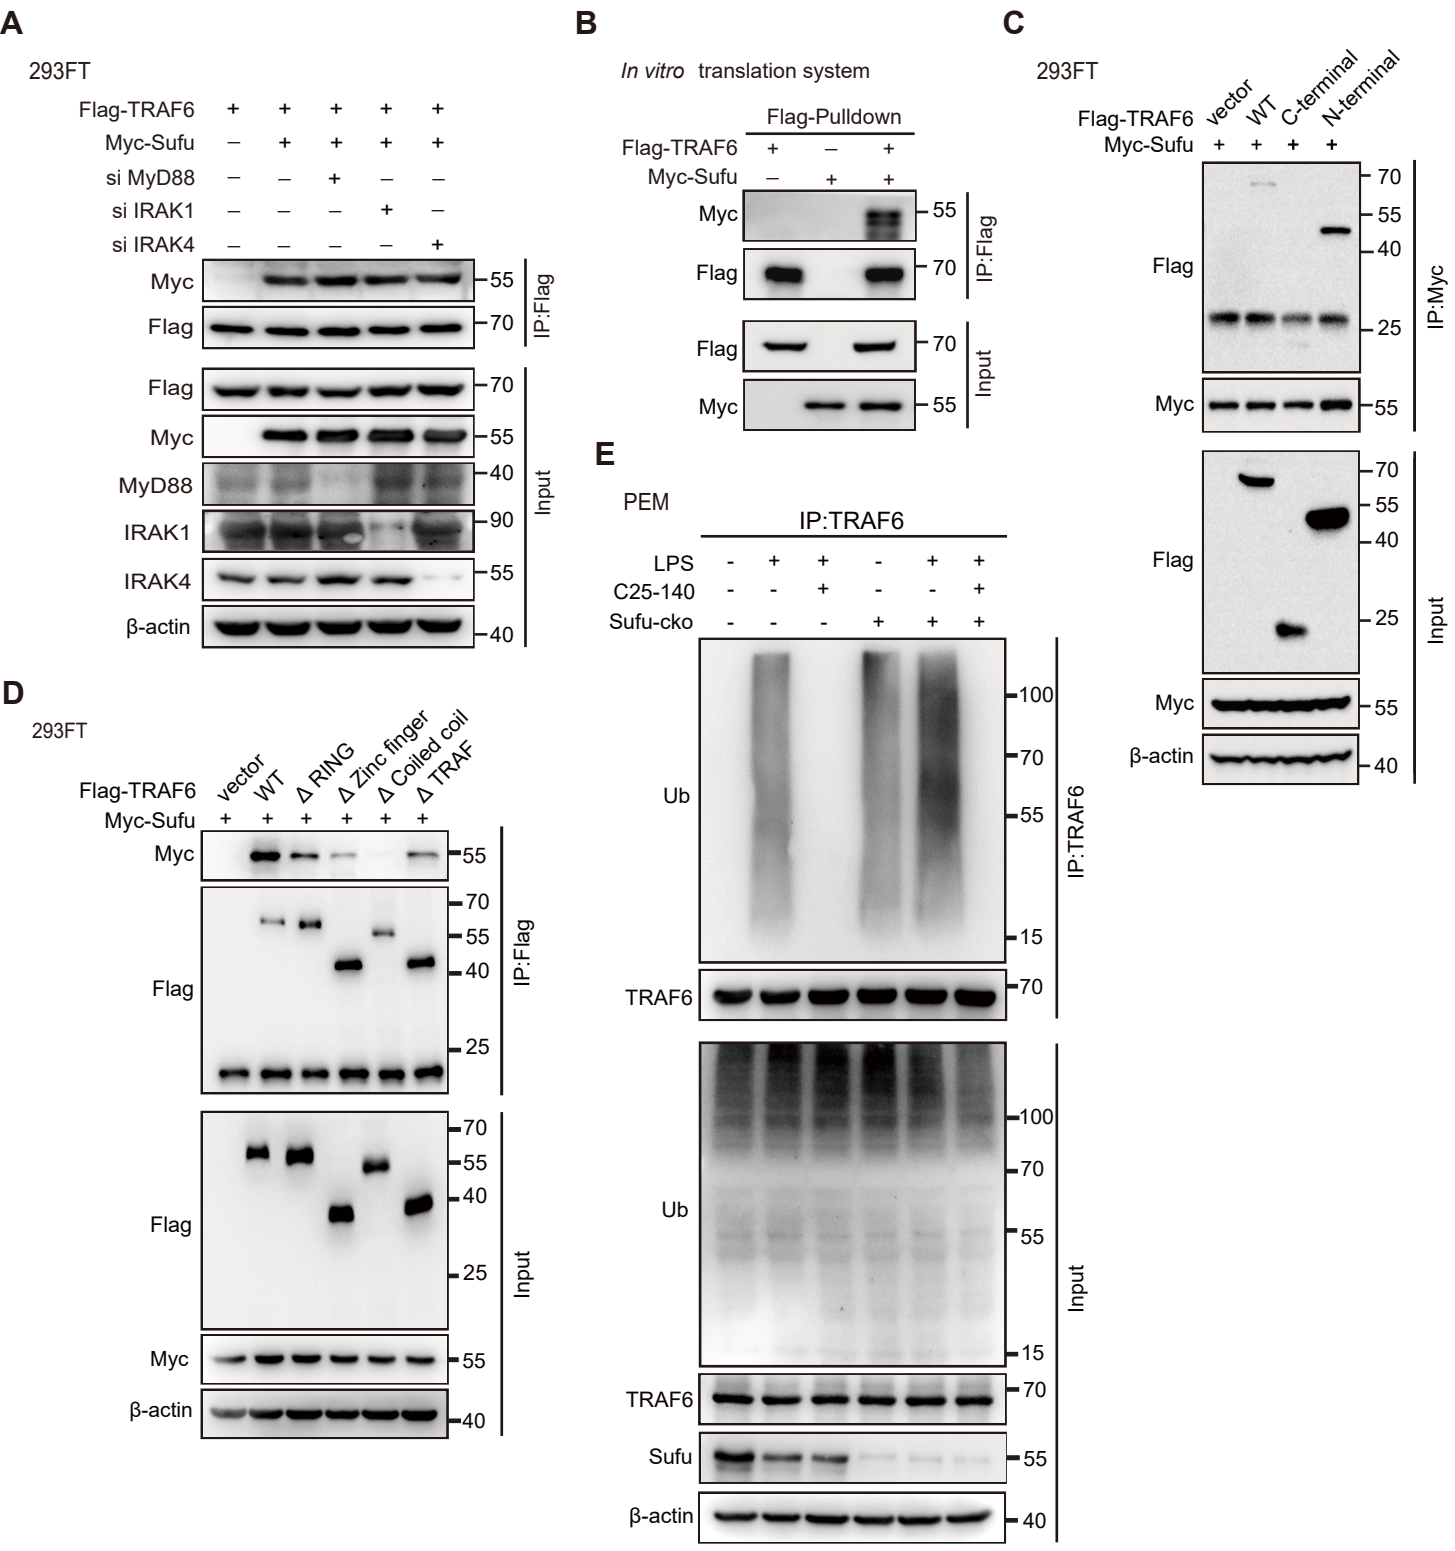 A
293FT
Flag-TRAF6 + + + + +
Myc-Sufu – + + + +
si MyD88 – – + – –
si IRAK1 – – – + –
si IRAK4 – – – – +
Myc 55
Flag 70
IP:Flag
Flag 70
Myc 55
MyD88 40
IRAK1 90
IRAK4 55
β-actin 40
Input
B
In vitro translation system
Flag-Pulldown
Flag-TRAF6 + – +
Myc-Sufu – + +
Myc 55
Flag 70
IP:Flag
Flag 70
Myc 55
Input
C
293FT
Flag-TRAF6 vector WT C-terminal N-terminal
Myc-Sufu + + + +
70
55
40
Flag
25
Myc 55
IP:Myc
70
55
40
Flag
25
Myc 55
β-actin 40
Input
D
293FT
Flag-TRAF6 vector WT Δ RING Δ Zinc finger Δ Coiled coil Δ TRAF
Myc-Sufu + + + + + +
Myc 55
70
55
40
Flag
25
IP:Flag
70
55
40
Flag
25
Myc 55
β-actin 40
Input
E
PEM
IP:TRAF6
LPS - + + - + +
C25-140 - - + - - +
Sufu-cko - - - + + +
100
70
Ub
55
15
TRAF6 70
IP:TRAF6
100
70
Ub
55
15
TRAF6 70
Sufu 55
β-actin 40
Input